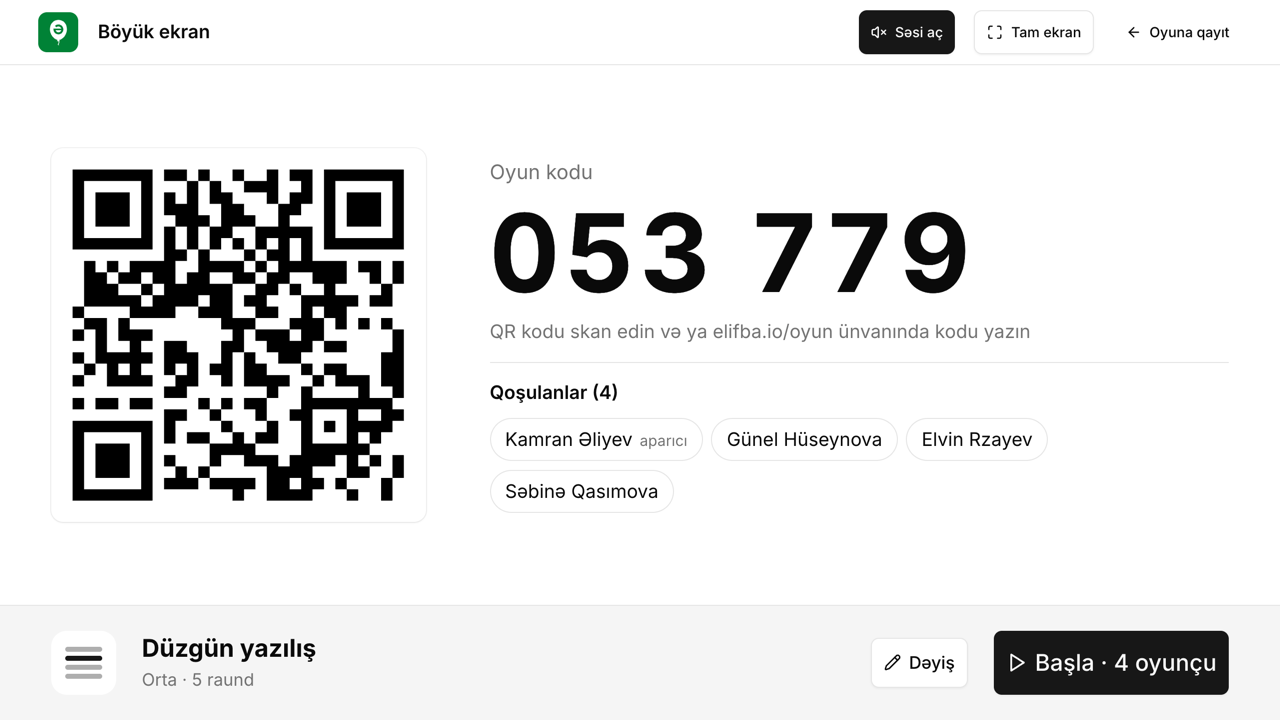 Böyük ekran
Səsi aç
Tam ekran
Oyuna qayıt
Oyun kodu
053 779
QR kodu skan edin və ya elifba.io/oyun ünvanında kodu yazın
Qoşulanlar (4)
Kamran Əliyev aparıcı
Günel Hüseynova
Elvin Rzayev
Səbinə Qasımova
Düzgün yazılış
Orta · 5 raund
Dəyiş
Başla · 4 oyunçu